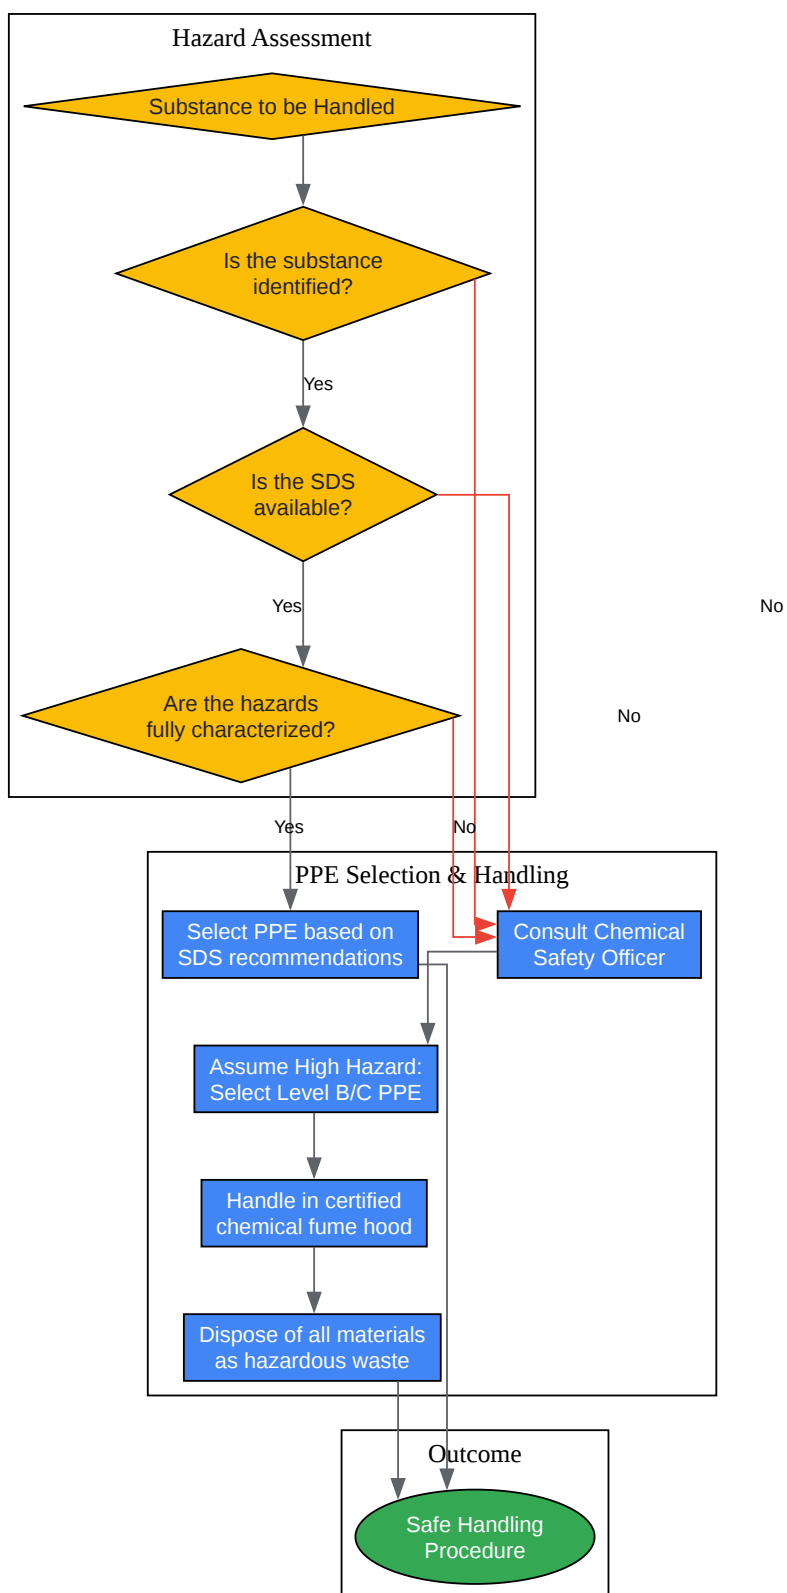 Hazard Assessment
Substance to be Handled
Is the substance
identified?
Yes
Is the SDS
available?
Yes
No
Are the hazards
fully characterized?
No
Yes
No
PPE Selection & Handling
Select PPE based on
SDS recommendations
Consult Chemical
Safety Officer
Assume High Hazard:
Select Level B/C PPE
Handle in certified
chemical fume hood
Dispose of all materials
as hazardous waste
Outcome
Safe Handling
Procedure